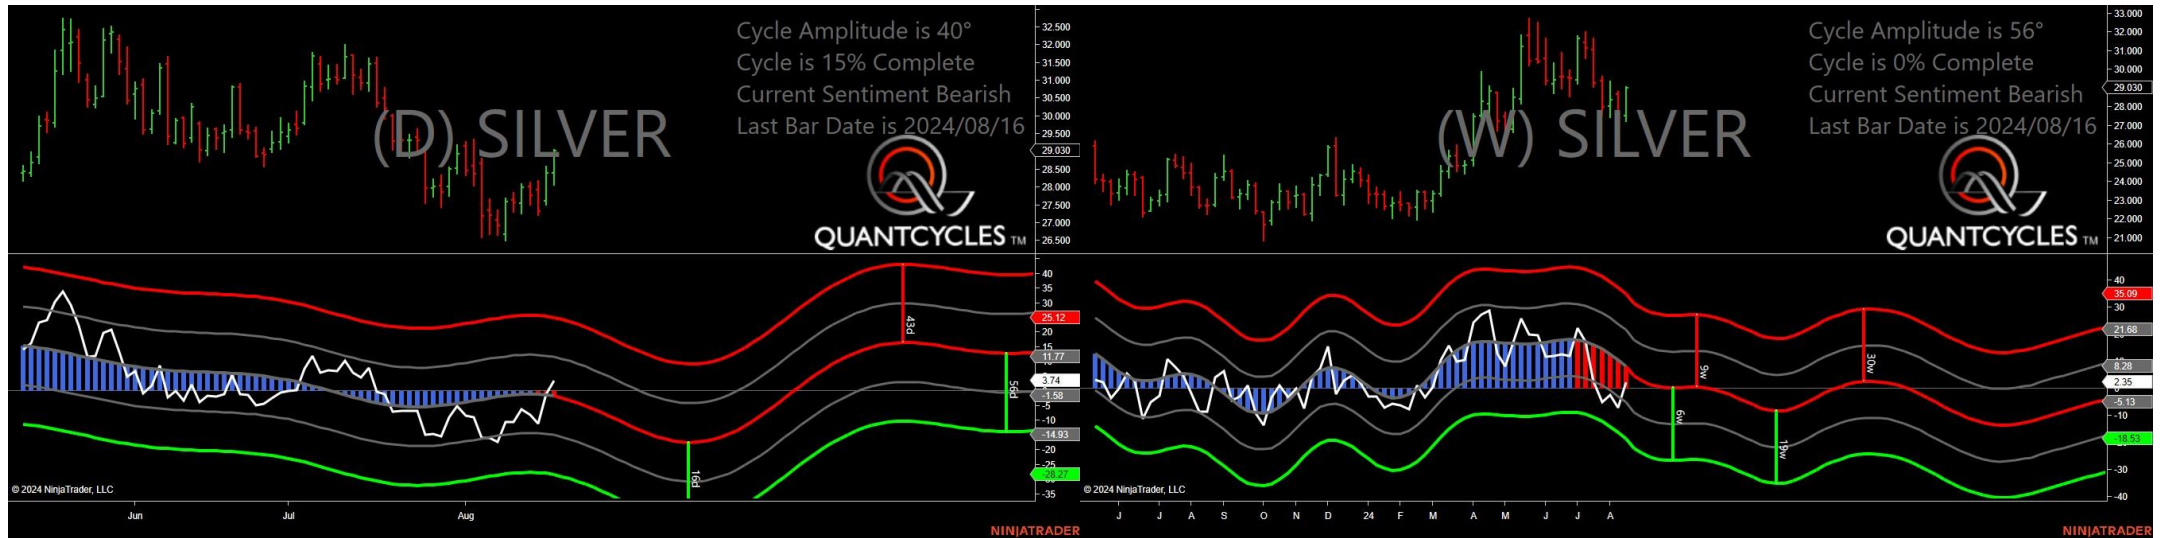 Cycle Amplitude is 40°
Cycle is 15% Complete
Current Sentiment Bearish
Last Bar Date is 2024/08/16
(D) SILVER
QUANTCYCLES TM
32.500
32.000
31.500
31.000
30.500
30.000
29.500
29.030
28.500
28.000
27.500
27.000
26.500
40
35
30
25.12
20
15
11.77
3.74
-1.58
-5
-10
-14.93
-20
-25
-28.27
-35
43d
56d
16d
© 2024 NinjaTrader, LLC
Jun
Jul
Aug
NINJATRADER
Cycle Amplitude is 56°
Cycle is 0% Complete
Current Sentiment Bearish
Last Bar Date is 2024/08/16
(W) SILVER
QUANTCYCLES TM
33.000
32.000
31.000
30.000
29.030
28.000
27.000
26.000
25.000
24.000
23.000
22.000
21.000
40
35.09
30
21.68
8.28
2.35
-5.13
-10
-18.53
-30
-40
9w
30w
6w
19w
© 2024 NinjaTrader, LLC
J
J
A
S
O
N
D
24
F
M
A
M
J
J
A
NINJATRADER